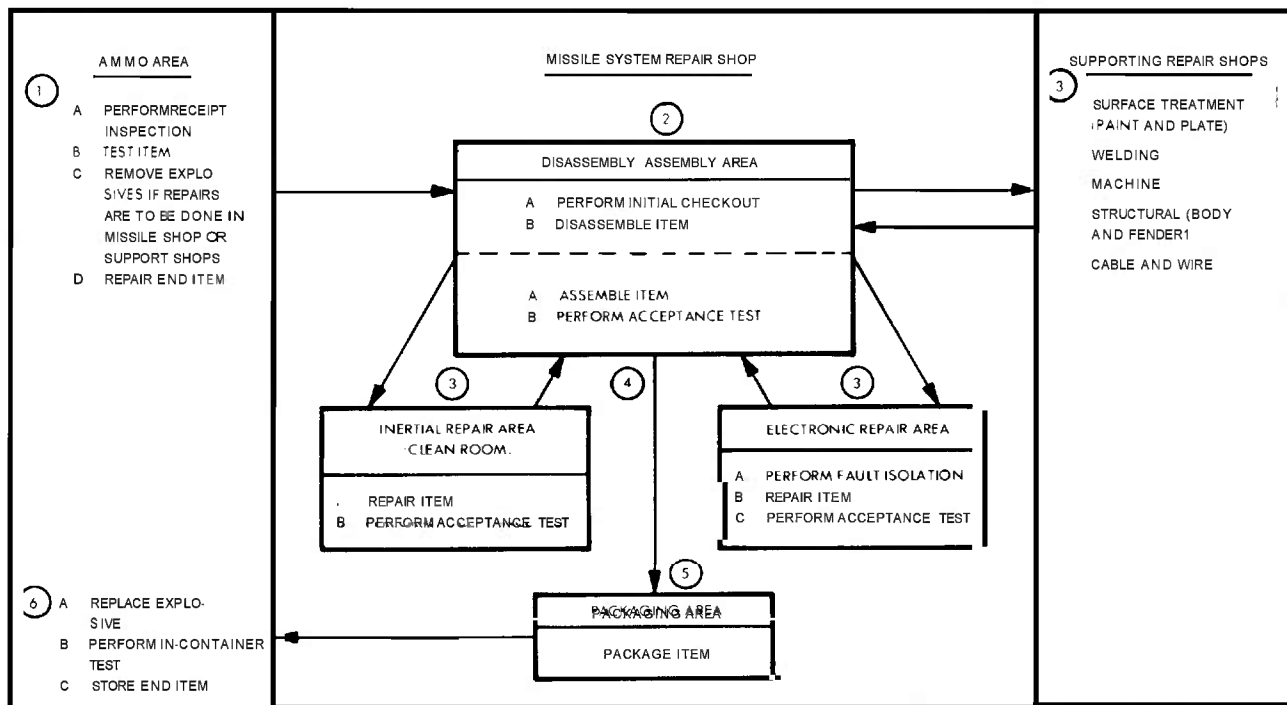 AMMO AREA
1
A PERFORMRECEIPT
INSPECTION
B TEST ITEM
C REMOVE EXPLO
SIVES IF REPAIRS
ARE TO BE DONE IN
MISSILE SHOP OR
SUPPORT SHOPS
D REPAIR END ITEM
6
A REPLACE EXPLO-
SIVE
B PERFORM IN-CONTAINER
TEST
C STORE END ITEM
MISSILE SYSTEM REPAIR SHOP
2
DISASSEMBLY ASSEMBLY AREA
A PERFORM INITIAL CHECKOUT
B DISASSEMBLE ITEM
A ASSEMBLE ITEM
B PERFORM ACCEPTANCE TEST
3
INERTIAL REPAIR AREA
CLEAN ROOM.
. REPAIR ITEM
B PERFORM ACCEPTANCE TEST
4
3
ELECTRONIC REPAIR AREA
A PERFORM FAULT ISOLATION
B REPAIR ITEM
C PERFORM ACCEPTANCE TEST
5
PACKAGING AREA
PACKAGE ITEM
SUPPORTING REPAIR SHOPS
3
SURFACE TREATMENT
(PAINT AND PLATE)
WELDING
MACHINE
STRUCTURAL (BODY
AND FENDER1
CABLE AND WIRE